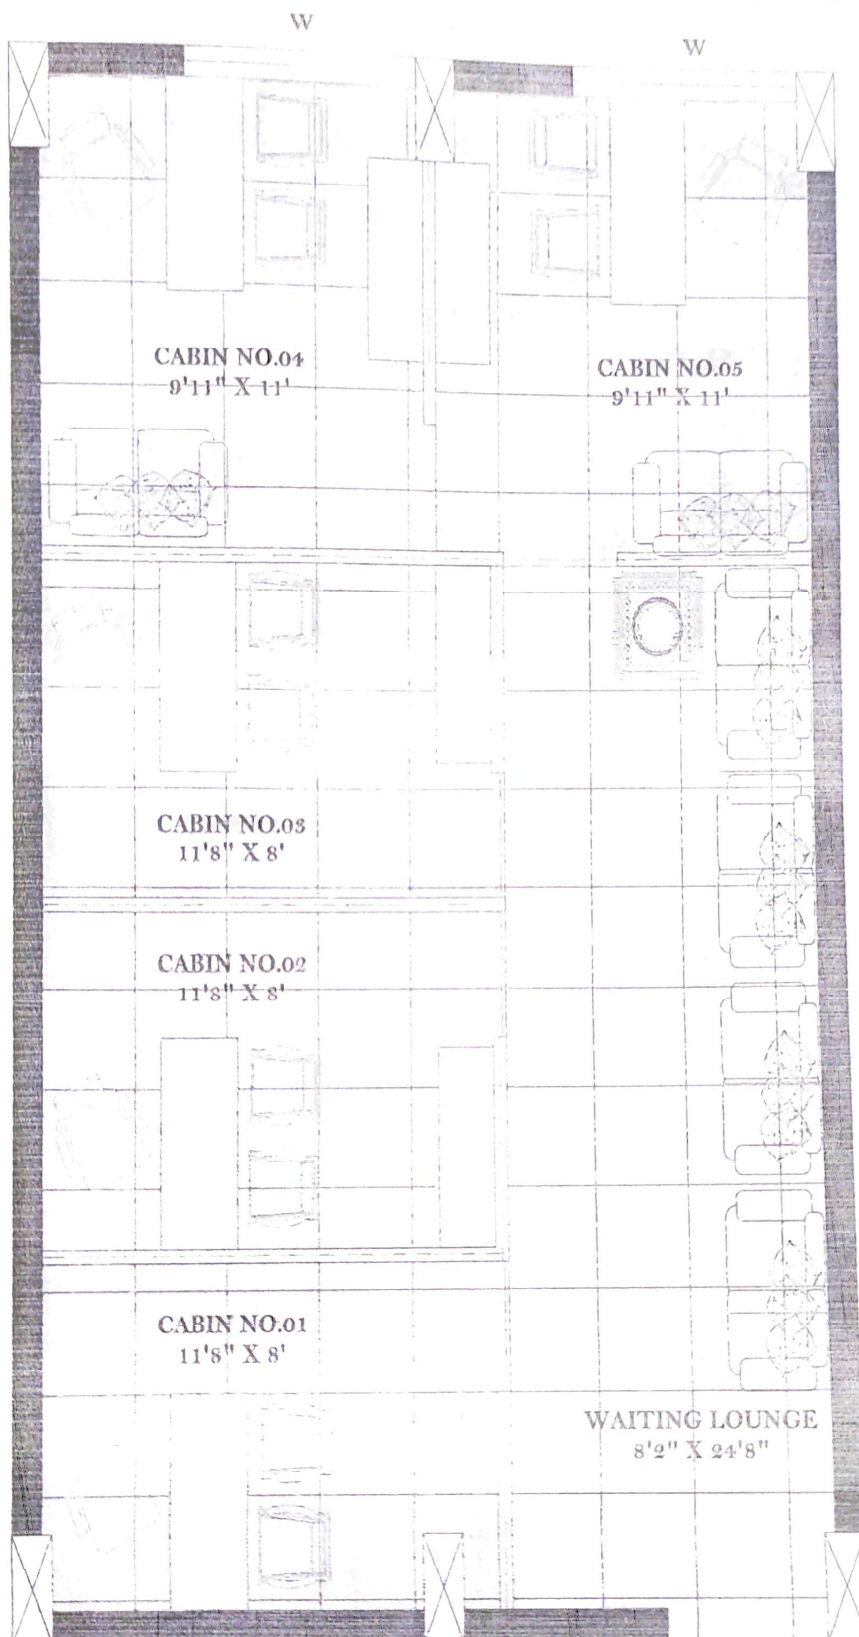 W
W
CABIN NO.04
9'11" X 11'
CABIN NO.05
9'11" X 11'
CABIN NO.03
11'8" X 8'
CABIN NO.02
11'8" X 8'
CABIN NO.01
11'8" X 8'
WAITING LOUNGE
8'2" X 24'8"